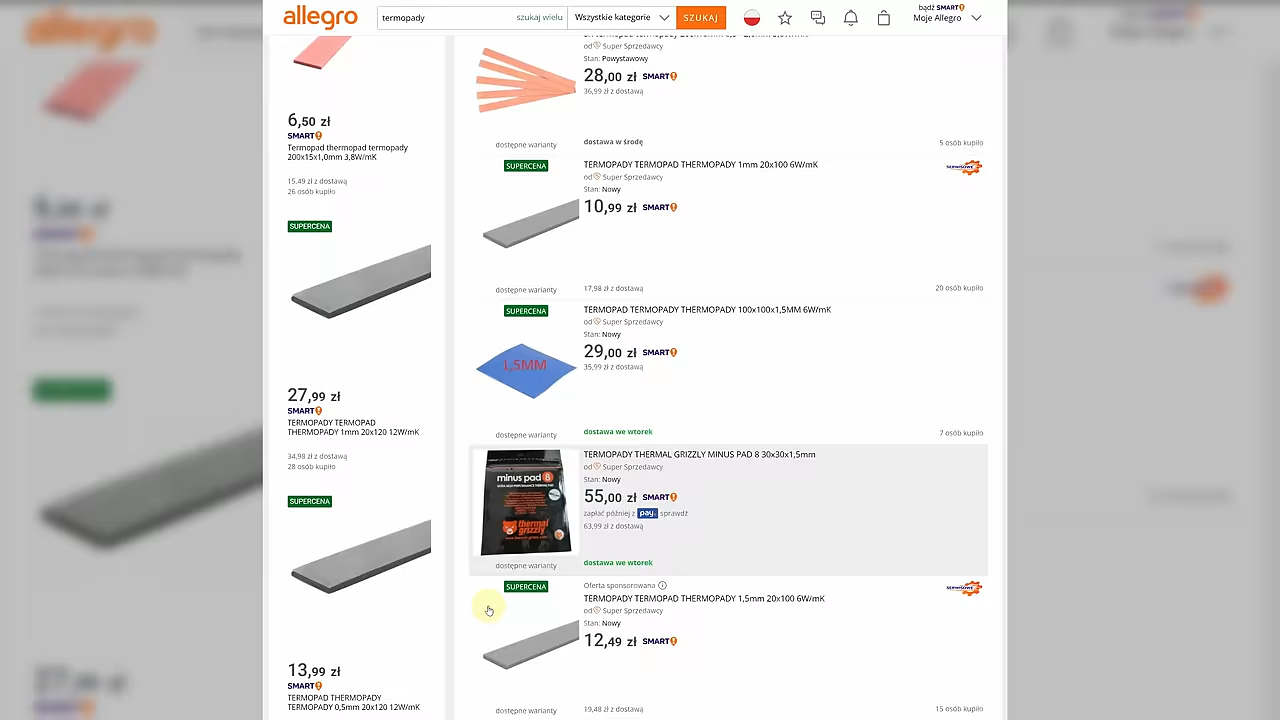 allegro
termopady
szukaj wielu
Wszystkie kategorie
SZUKAJ
bądź SMART
Moje Allegro
6,50 zł
SMART
Termopad thermopad termopady
200x15x1,0mm 3,8W/mK
15,49 zł z dostawą
26 osób kupiło
SUPERCENA
27,99 zł
SMART
TERMOPADY TERMOPAD
THERMOPADY 1mm 20x120 12W/mK
34,98 zł z dostawą
28 osób kupiło
SUPERCENA
13,99 zł
SMART
TERMOPAD THERMOPADY
TERMOPADY 0,5mm 20x120 12W/mK
od Super Sprzedawcy
Stan: Powystawowy
28,00 zł SMART
36,99 zł z dostawą
dostępne warianty
dostawa w środę
5 osób kupiło
SUPERCENA
TERMOPADY TERMOPAD THERMOPADY 1mm 20x100 6W/mK
od Super Sprzedawcy
Stan: Nowy
10,99 zł SMART
SERWISOWE
dostępne warianty
17,98 zł z dostawą
20 osób kupiło
SUPERCENA
TERMOPAD TERMOPADY THERMOPADY 100x100x1,5MM 6W/mK
od Super Sprzedawcy
Stan: Nowy
29,00 zł SMART
35,99 zł z dostawą
1,5MM
dostępne warianty
dostawa we wtorek
7 osób kupiło
TERMOPADY THERMAL GRIZZLY MINUS PAD 8 30x30x1,5mm
od Super Sprzedawcy
Stan: Nowy
55,00 zł SMART
zapłać później z pay. sprawdź
63,99 zł z dostawą
minus pad 8
thermal
grizzly
dostępne warianty
dostawa we wtorek
SUPERCENA
Oferta sponsorowana
TERMOPADY TERMOPAD THERMOPADY 1,5mm 20x100 6W/mK
od Super Sprzedawcy
Stan: Nowy
12,49 zł SMART
SERWISOWE
dostępne warianty
19,48 zł z dostawą
15 osób kupiło